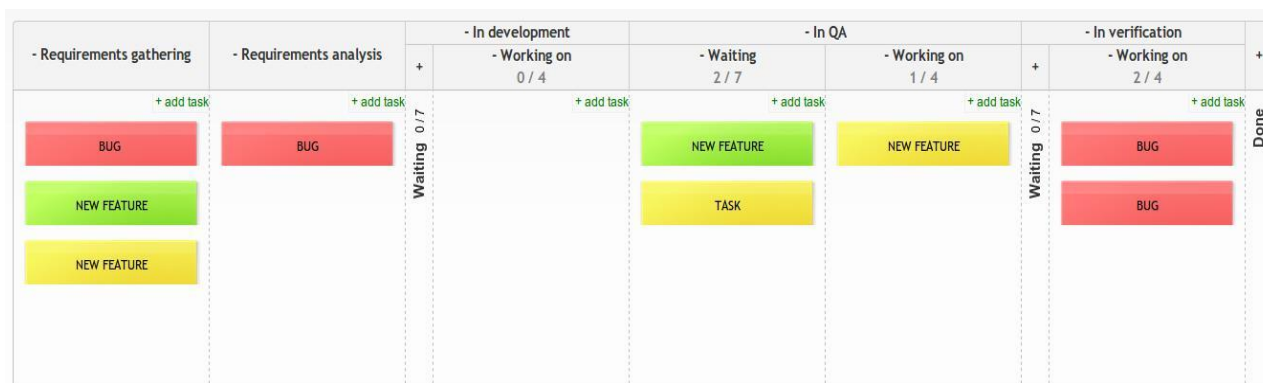 - Requirements gathering
- Requirements analysis
- In development
- In QA
- In verification
+
- Working on
0 / 4
- Waiting
2 / 7
- Working on
1 / 4
+
- Working on
2 / 4
+
+ add task
+ add task
+ add task
+ add task
+ add task
+ add task
Waiting 0/7
Waiting 0/7
Done
BUG
BUG
NEW FEATURE
NEW FEATURE
BUG
NEW FEATURE
TASK
BUG
NEW FEATURE